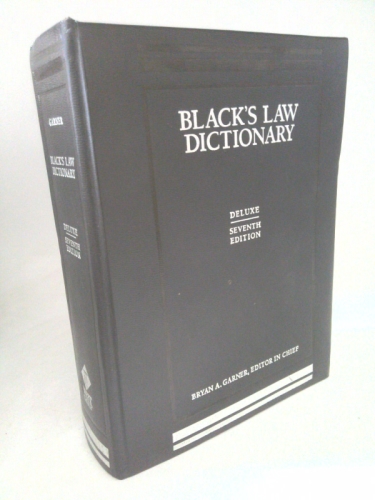 GARNER
BLACK'S LAW
DICTIONARY
DELUXE
SEVENTH
EDITION
BLACK'S LAW
DICTIONARY
DELUXE
SEVENTH
EDITION
BRYAN A. GARNER, EDITOR IN CHIEF